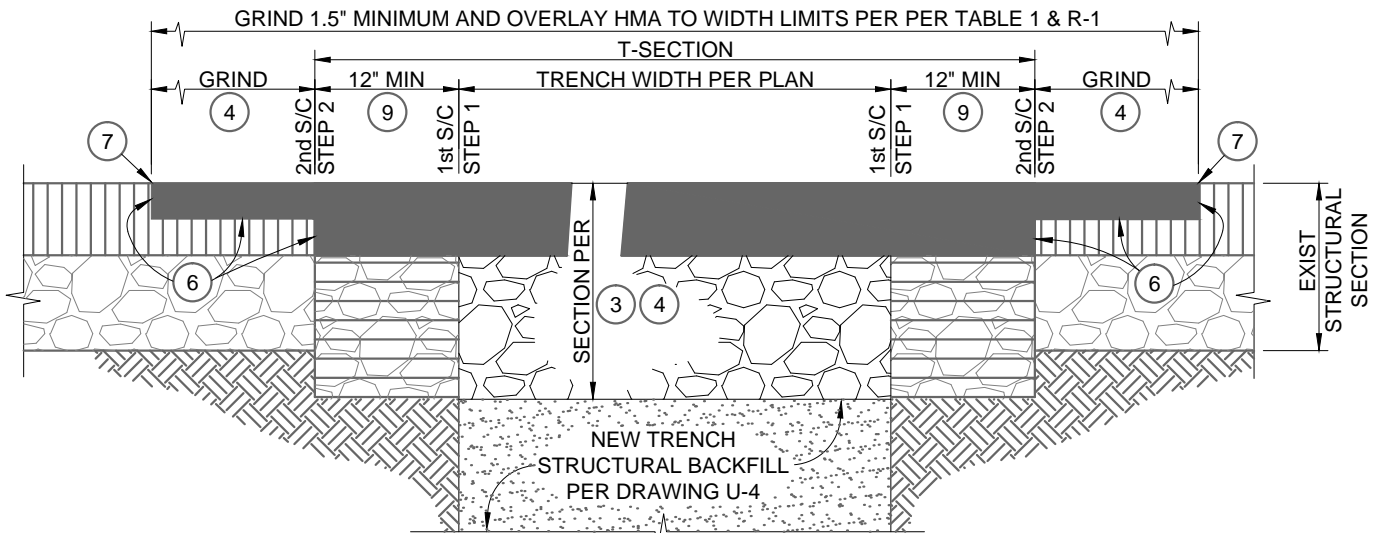 GRIND 1.5" MINIMUM AND OVERLAY HMA TO WIDTH LIMITS PER PER TABLE 1 & R-1
T-SECTION
GRIND
12" MIN
TRENCH WIDTH PER PLAN
12" MIN
GRIND
4
9
9
4
2nd S/C
STEP 2
1st S/C
STEP 1
1st S/C
STEP 1
2nd S/C
STEP 2
7
7
6
SECTION PER
3
4
6
EXIST
STRUCTURAL
SECTION
NEW TRENCH
STRUCTURAL BACKFILL
PER DRAWING U-4